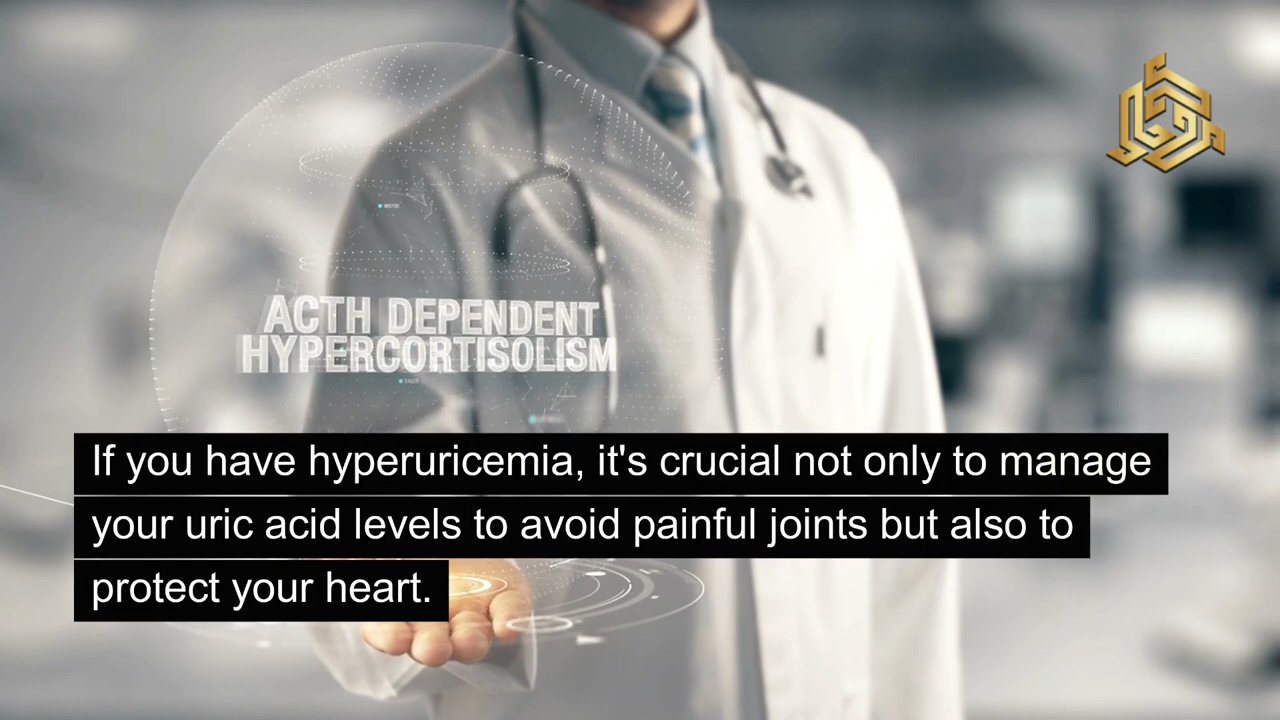 ACTH DEPENDENT
HYPERCORTISOLISM
If you have hyperuricemia, it's crucial not only to manage
your uric acid levels to avoid painful joints but also to
protect your heart.